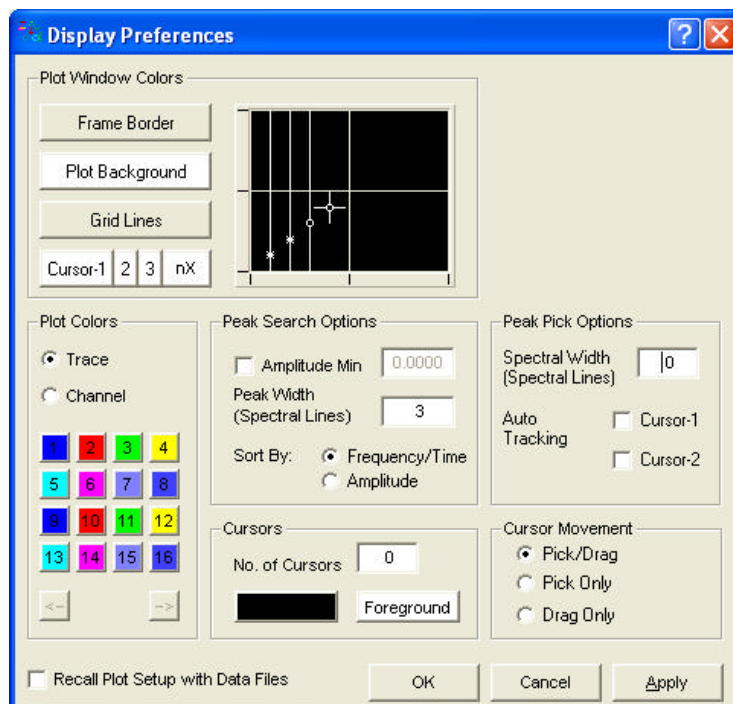 Display Preferences
Plot Window Colors
Frame Border
Plot Background
Grid Lines
Cursor-1 2 3 nX
Plot Colors
Trace
Channel
1 2 3 4
5 6 7 8
9 10 11 12
13 14 15 16
<- ->
Peak Search Options
Amplitude Min 0.0000
Peak Width
(Spectral Lines) 3
Sort By: Frequency/Time
Amplitude
Peak Pick Options
Spectral Width
(Spectral Lines) 0
Auto
Tracking
Cursor-1
Cursor-2
Cursors
No. of Cursors 0
Foreground
Cursor Movement
Pick/Drag
Pick Only
Drag Only
Recall Plot Setup with Data Files
OK Cancel Apply